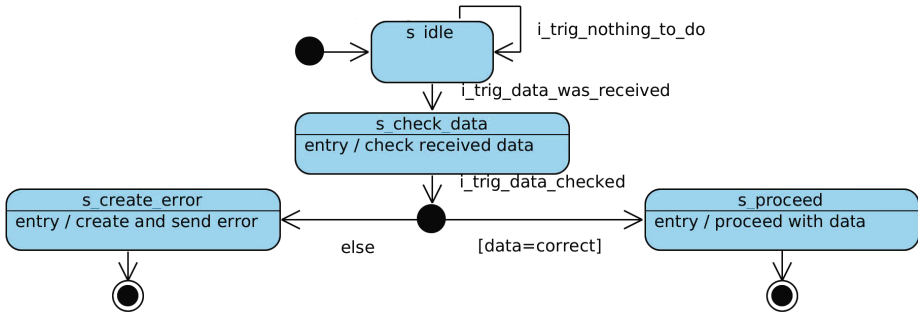 s_idle
i_trig_nothing_to_do
i_trig_data_was_received
s_check_data
entry / check received data
i_trig_data_checked
s_create_error
entry / create and send error
s_proceed
entry / proceed with data
else
[data=correct]